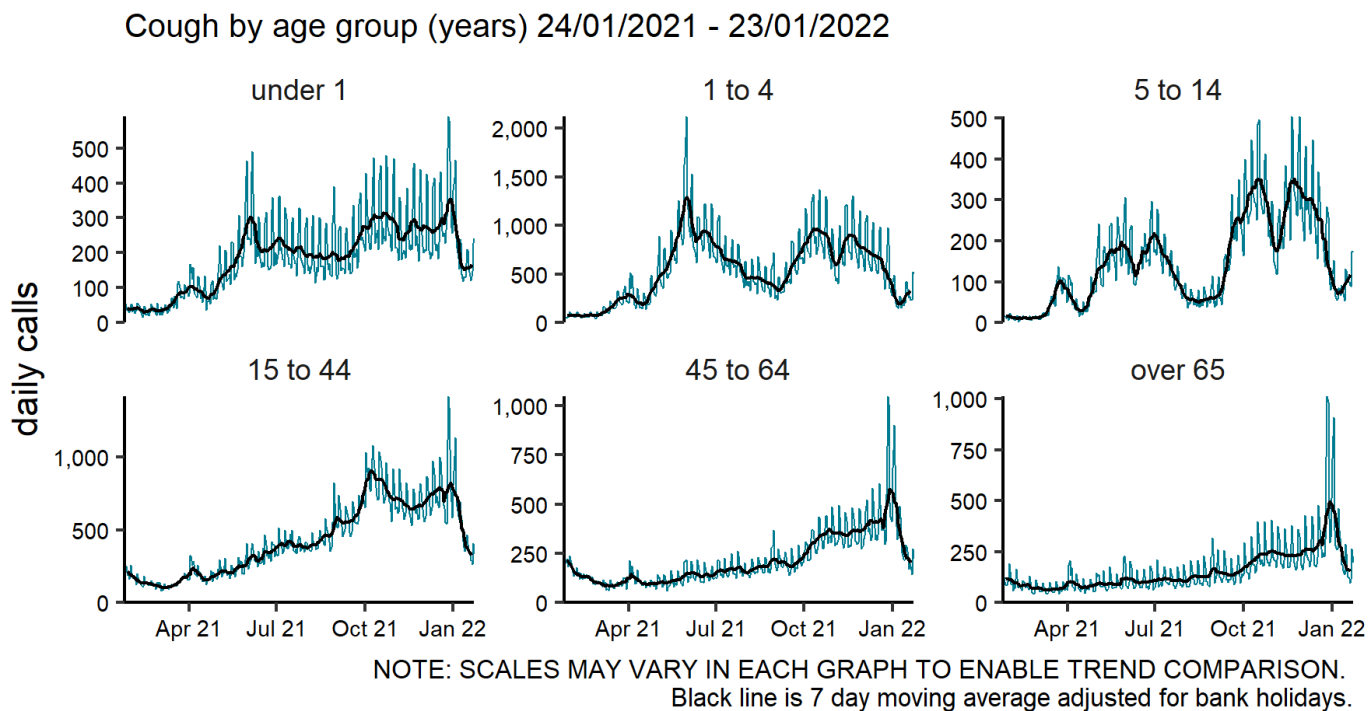 Cough by age group (years) 24/01/2021 - 23/01/2022
under 1
1 to 4
5 to 14
500
400
300
200
100
0
2,000
1,500
1,000
500
0
500
400
300
200
100
0
daily calls
15 to 44
45 to 64
over 65
1,000
500
0
1,000
750
500
250
0
1,000
750
500
250
0
Apr 21 Jul 21 Oct 21 Jan 22
Apr 21 Jul 21 Oct 21 Jan 22
Apr 21 Jul 21 Oct 21 Jan 22
NOTE: SCALES MAY VARY IN EACH GRAPH TO ENABLE TREND COMPARISON.
Black line is 7 day moving average adjusted for bank holidays.